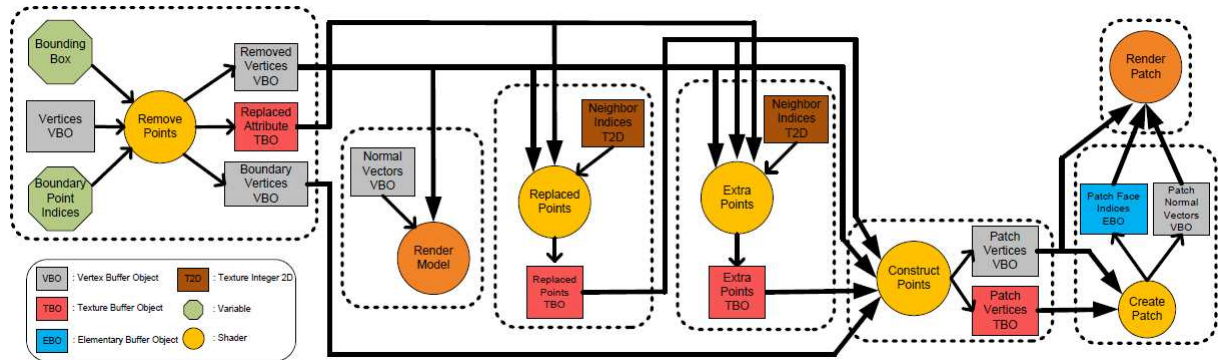 Bounding
Box
Vertices
VBO
Boundary
Point
Indices
Remove
Points
Removed
Vertices
VBO
Replaced
Attribute
TBO
Boundary
Vertices
VBO
Normal
Vectors
VBO
Render
Model
Neighbor
Indices
T2D
Replaced
Points
Replaced
Points
TBO
Neighbor
Indices
T2D
Extra
Points
Extra
Points
TBO
Construct
Points
Patch
Vertices
VBO
Patch
Vertices
TBO
Render
Patch
Patch Face
Indices
EBO
Patch
Normal
Vectors
VBO
Create
Patch
VBO : Vertex Buffer Object
T2D : Texture Integer 2D
TBO : Texture Buffer Object
: Variable
EBO : Elementary Buffer Object
: Shader